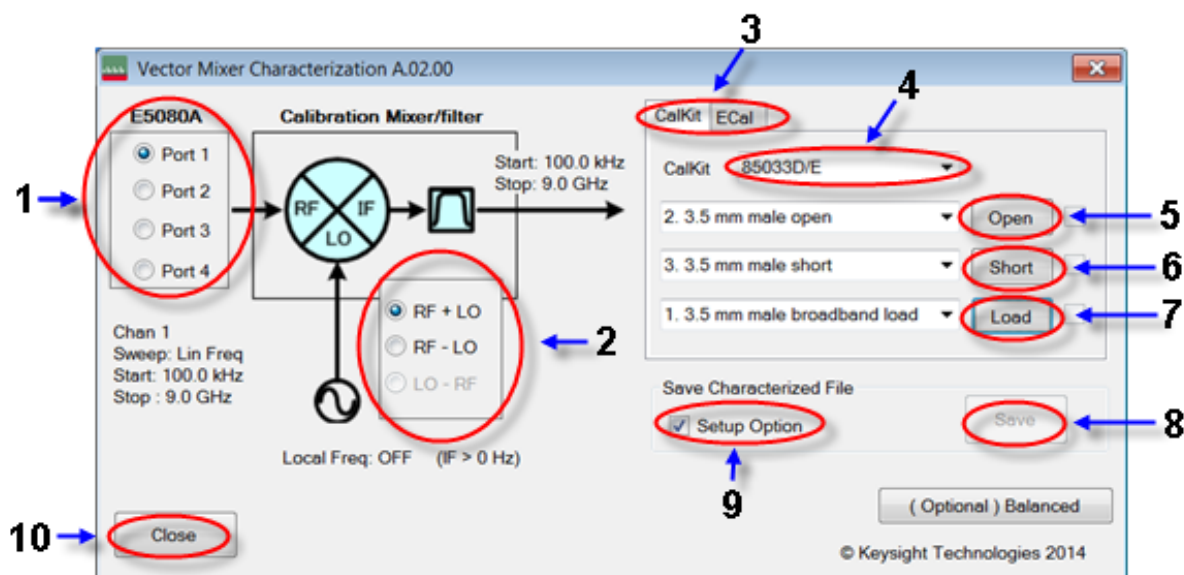 3
4
Vector Mixer Characterization A.02.00
E5080A
Port 1
Port 2
Port 3
Port 4
1
Calibration Mixer/filter
RF
IF
LO
Start: 100.0 kHz
Stop: 9.0 GHz
RF + LO
RF - LO
LO - RF
2
Chan 1
Sweep: Lin Freq
Start: 100.0 kHz
Stop : 9.0 GHz
Local Freq: OFF (IF > 0 Hz)
CalKit
ECal
CalKit
85033D/E
2. 3.5 mm male open
Open
5
3. 3.5 mm male short
Short
6
1. 3.5 mm male broadband load
Load
7
Save Characterized File
Setup Option
Save
8
9
( Optional ) Balanced
10
Close
© Keysight Technologies 2014